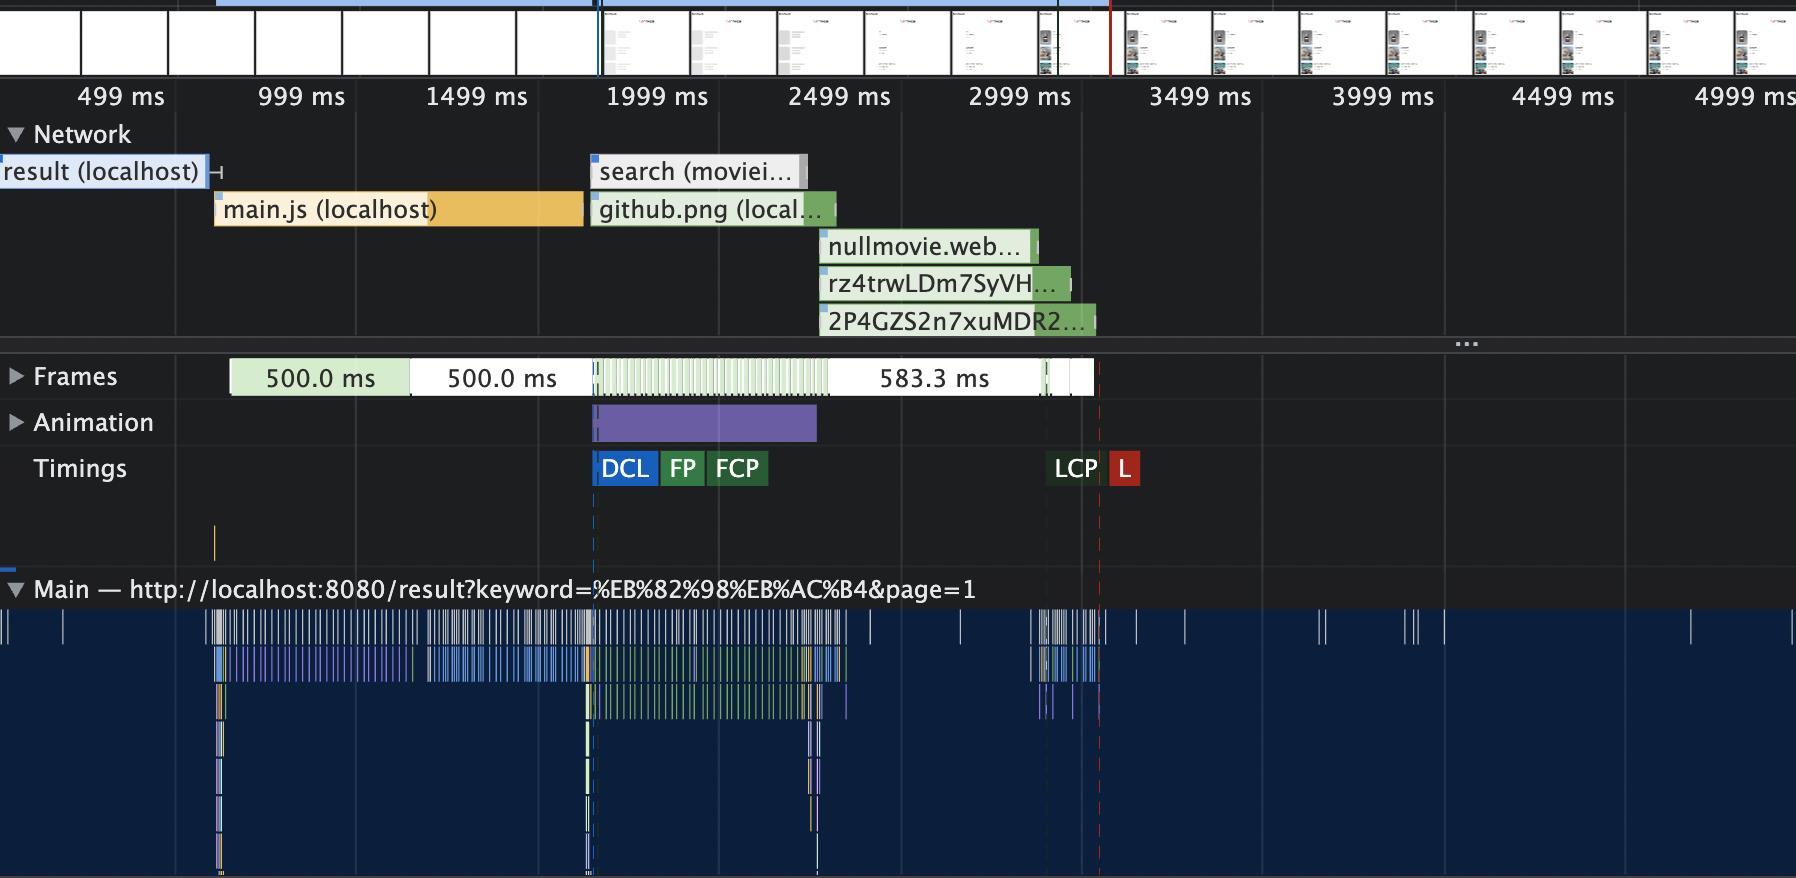 499 ms 999 ms 1499 ms 1999 ms 2499 ms 2999 ms 3499 ms 3999 ms 4499 ms 4999 ms
Network
result (localhost) search (moviei...
main.js (localhost) github.png (local...
nullmovie.web...
rz4trwLDm7SyVH...
2P4GZS2n7xuMDR2...
...
Frames 500.0 ms 500.0 ms 583.3 ms
Animation
Timings DCL FP FCP LCP L
Main — http://localhost:8080/result?keyword=%EB%82%98%EB%AC%B4&page=1